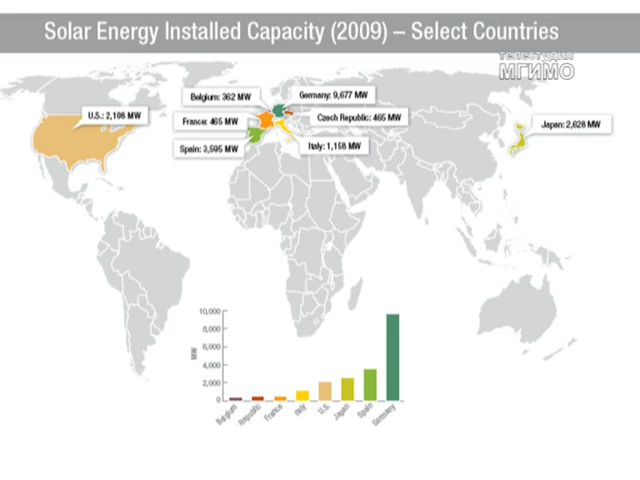 Solar Energy Installed Capacity (2009) – Select Countries
телестудия
МГИМО
Belgium: 362 MW
Germany: 9,677 MW
U.S.: 2,108 MW
France: 465 MW
Czech Republic: 465 MW
Japan: 2,628 MW
Spain: 3,595 MW
Italy: 1,158 MW
10,000
8,000
6,000
4,000
2,000
0
MW
Belgium
Republic
France
Italy
U.S.
Japan
Spain
Germany